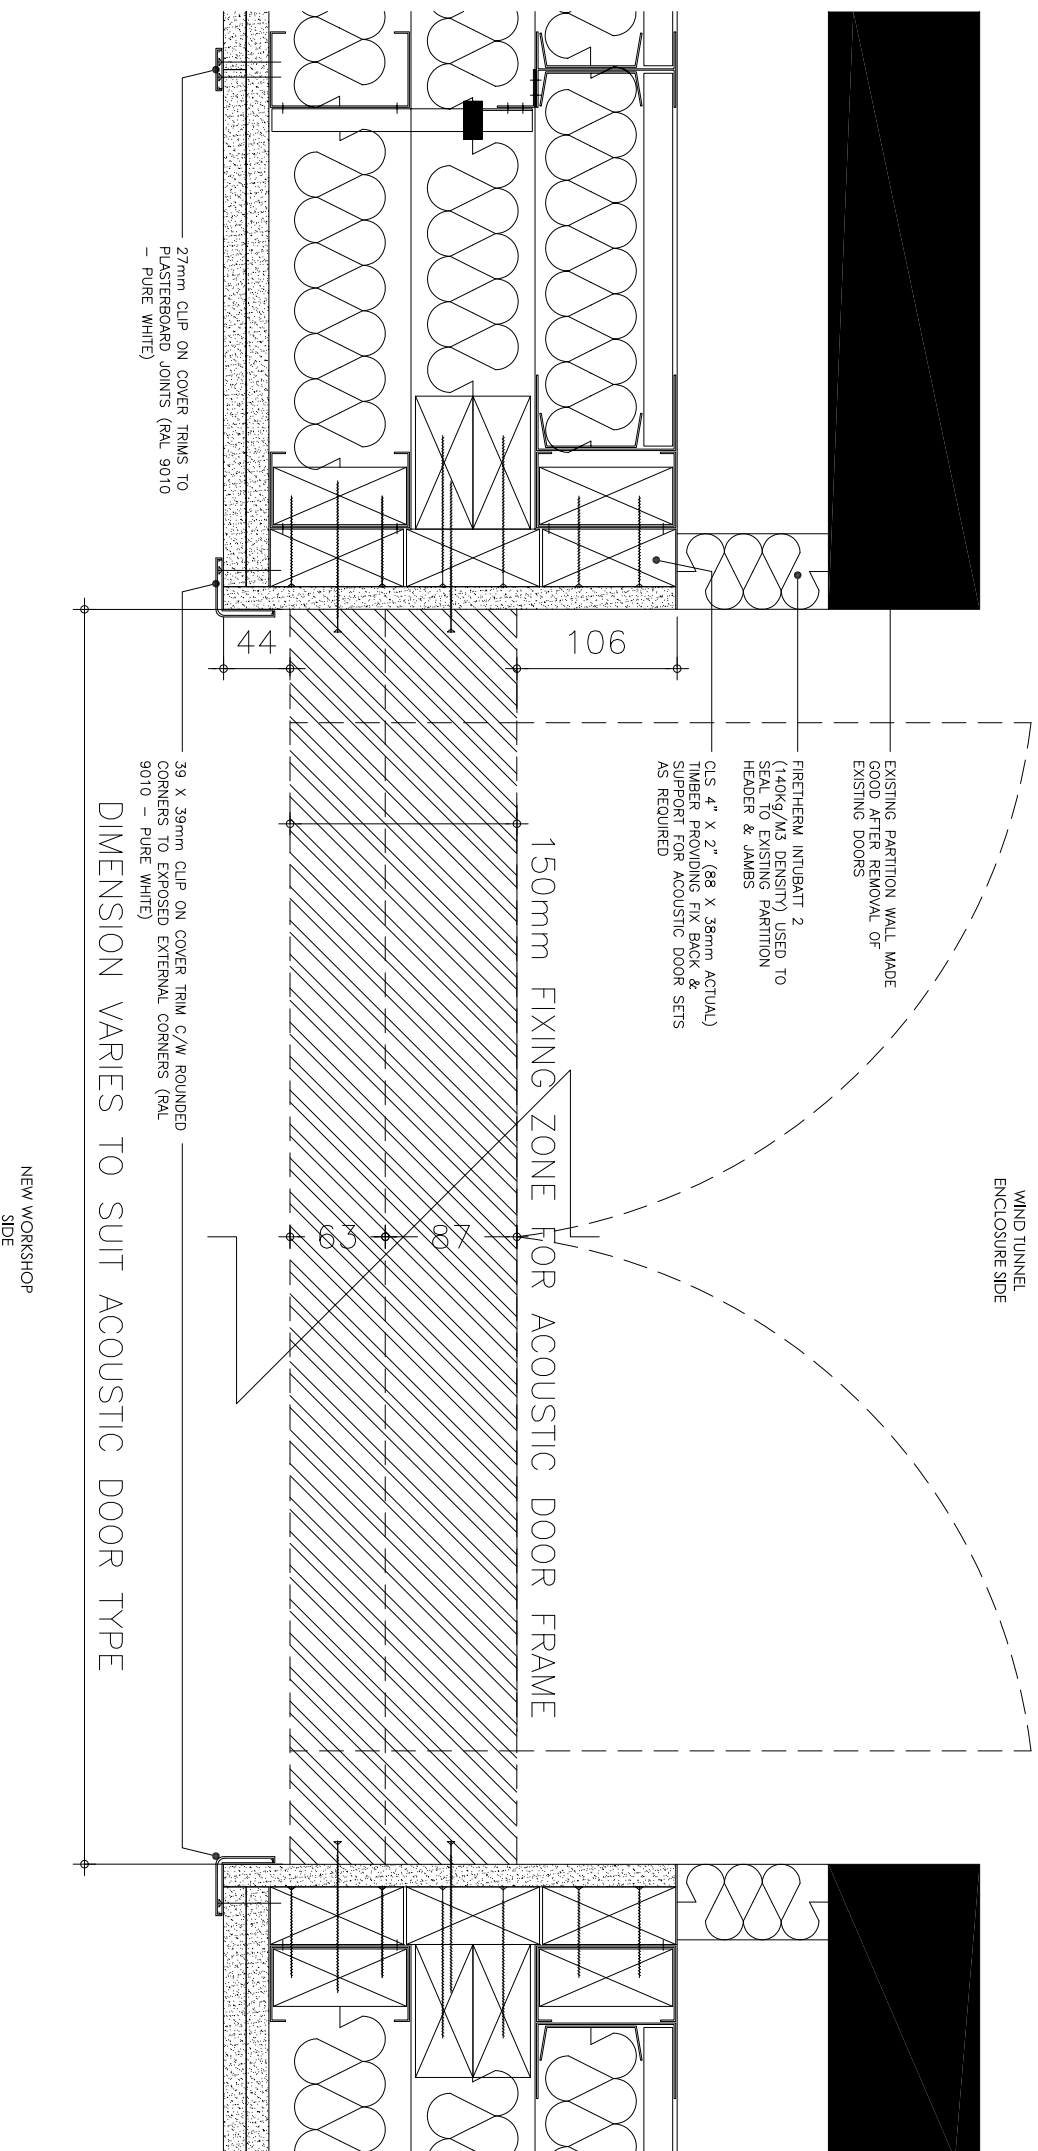 WIND TUNNEL
ENCLOSURE SIDE
EXISTING PARTITION WALL MADE
GOOD AFTER REMOVAL OF
EXISTING DOORS
FIRETHERM INTUBATT 2
(140Kg/M3 DENSITY) USED TO
SEAL TO EXISTING PARTITION
HEADER & JAMBS
CLS 4" X 2" (88 X 38mm ACTUAL)
TIMBER PROVIDING FIX BACK &
SUPPORT FOR ACOUSTIC DOOR SETS
AS REQUIRED
106
150mm FIXING ZONE FOR ACOUSTIC DOOR FRAME
87
63
44
27mm CLIP ON COVER TRIMS TO
PLASTERBOARD JOINTS (RAL 9010
- PURE WHITE)
39 X 39mm CLIP ON COVER TRIM C/W ROUNDED
CORNERS TO EXPOSED EXTERNAL CORNERS (RAL
9010 - PURE WHITE)
DIMENSION VARIES TO SUIT ACOUSTIC DOOR TYPE
NEW WORKSHOP
SIDE